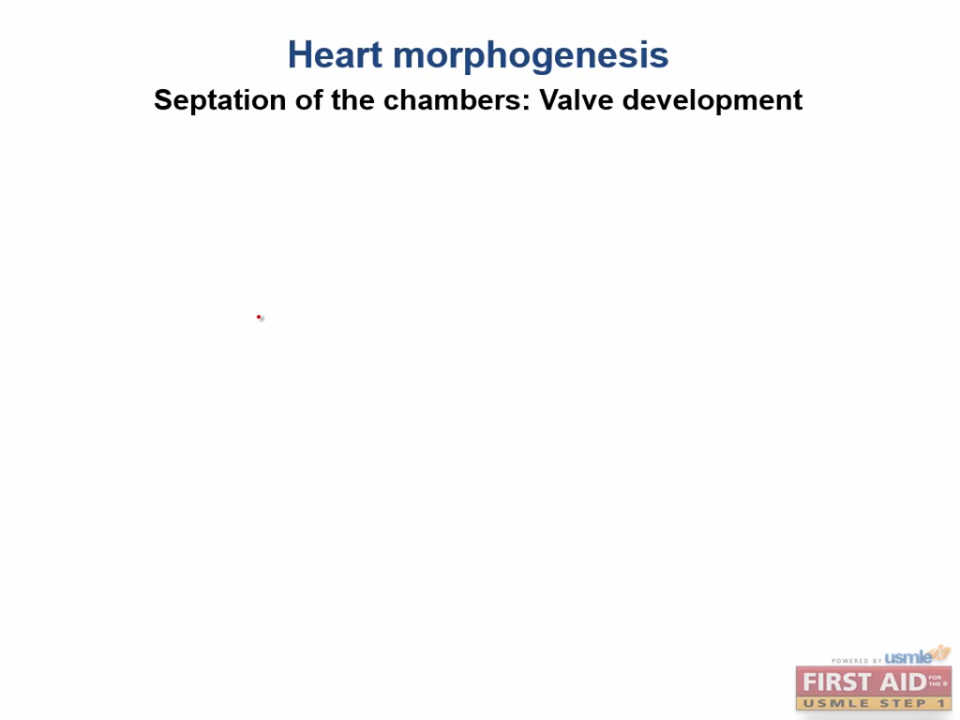 Heart morphogenesis
Septation of the chambers: Valve development
POWERED BY usmle
FIRST AID FOR THE ®
USMLE STEP 1